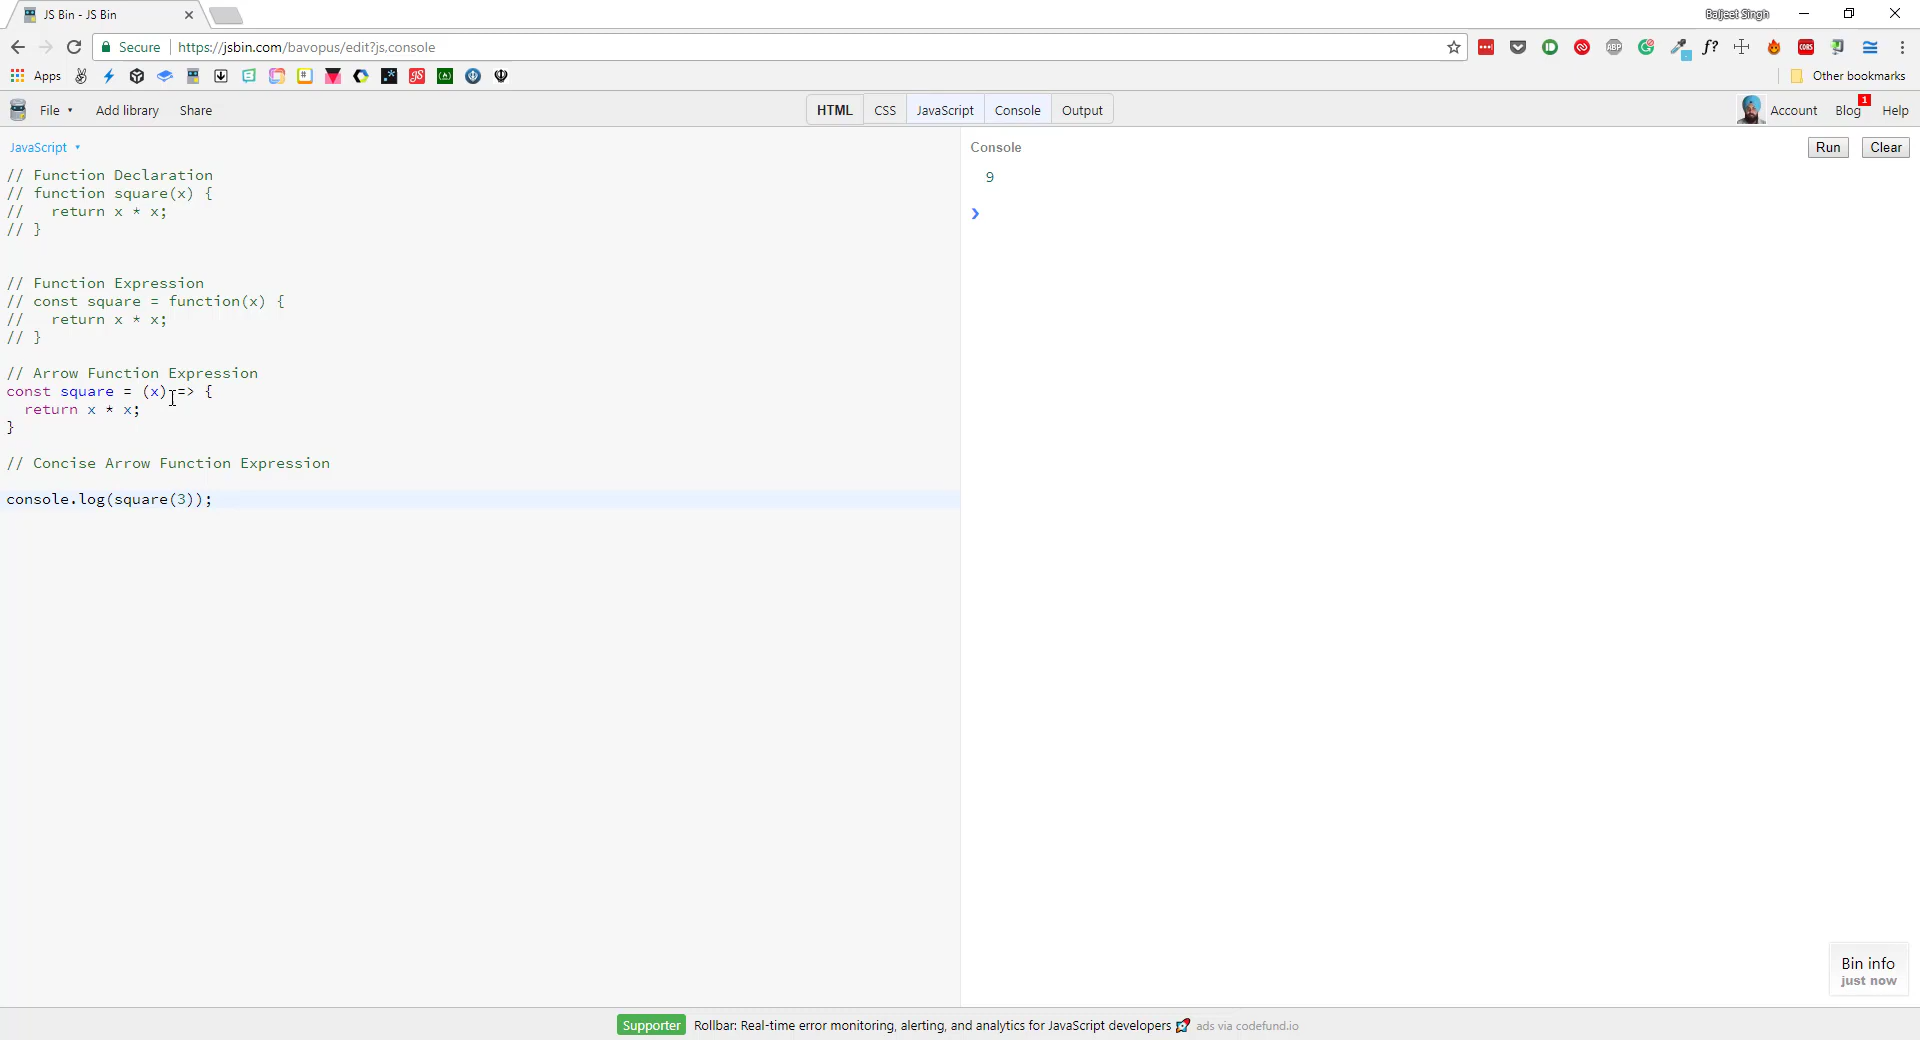 JS Bin - JS Bin
Baljeet Singh
Secure
https://jsbin.com/bavopus/edit?js,console
ABP
f?
CORS
Apps
Other bookmarks
File
Add library
Share
HTML
CSS
JavaScript
Console
Output
Account
Blog
1
Help
JavaScript
// Function Declaration
// function square(x) {
//   return x * x;
// }
// Function Expression
// const square = function(x) {
//   return x * x;
// }
// Arrow Function Expression
const square = (x) => {
  return x * x;
}
// Concise Arrow Function Expression
console.log(square(3));
Console
Run
Clear
9
Bin info
just now
Supporter
Rollbar: Real-time error monitoring, alerting, and analytics for JavaScript developers 🚀 ads via codefund.io